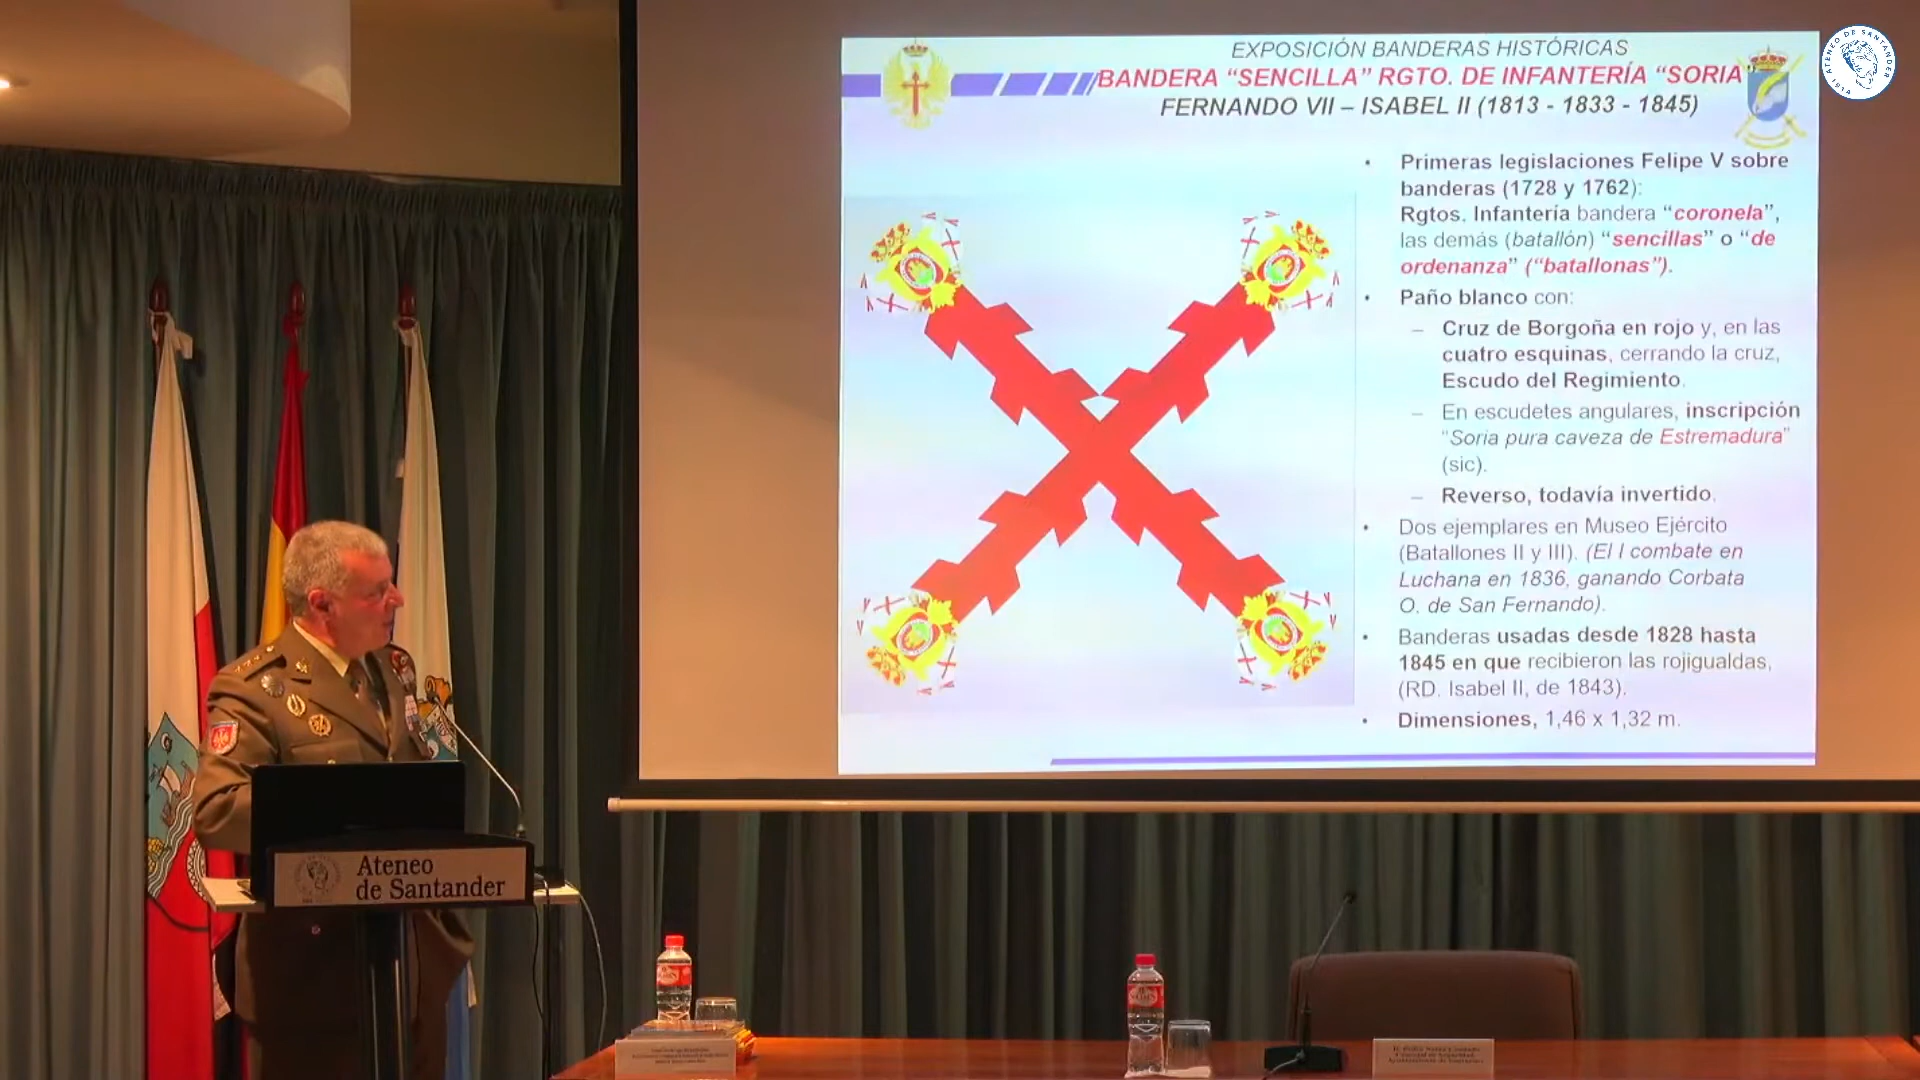 EXPOSICIÓN BANDERAS HISTÓRICAS
BANDERA “SENCILLA” RGTO. DE INFANTERÍA “SORIA”
FERNANDO VII – ISABEL II (1813 - 1833 - 1845)
• Primeras legislaciones Felipe V sobre
banderas (1728 y 1762):
Rgtos. Infantería bandera “coronela”,
las demás (batallón) “sencillas” o “de
ordenanza” (“batallonas”).
• Paño blanco con:
– Cruz de Borgoña en rojo y, en las
cuatro esquinas, cerrando la cruz,
Escudo del Regimiento.
– En escudetes angulares, inscripción
“Soria pura caveza de Estremadura”
(sic).
– Reverso, todavía invertido.
• Dos ejemplares en Museo Ejército
(Batallones II y III). (El I combate en
Luchana en 1836, ganando Corbata
O. de San Fernando).
• Banderas usadas desde 1828 hasta
1845 en que recibieron las rojigualdas,
(RD. Isabel II, de 1843).
• Dimensiones, 1,46 x 1,32 m.
ATENEO DE SANTANDER
1914
Ateneo
de Santander